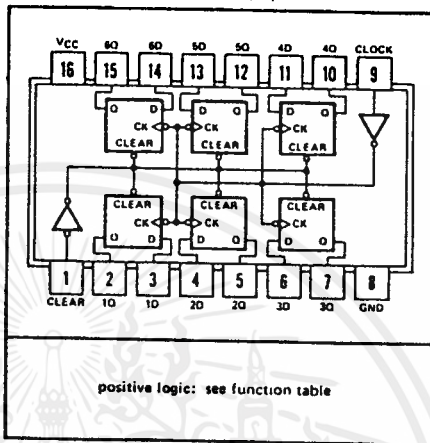 VCC 6Q 6D 5D 5Q 4D 4Q CLOCK
16 15 14 13 12 11 10 9
Q D D Q D Q
CK CK CK
CLEAR CLEAR CLEAR
CLEAR CLEAR CLEAR
CK CK CK
Q D D Q D Q
1 2 3 4 5 6 7 8
CLEAR 1Q 1D 2D 2Q 3D 3Q GND
positive logic: see function table